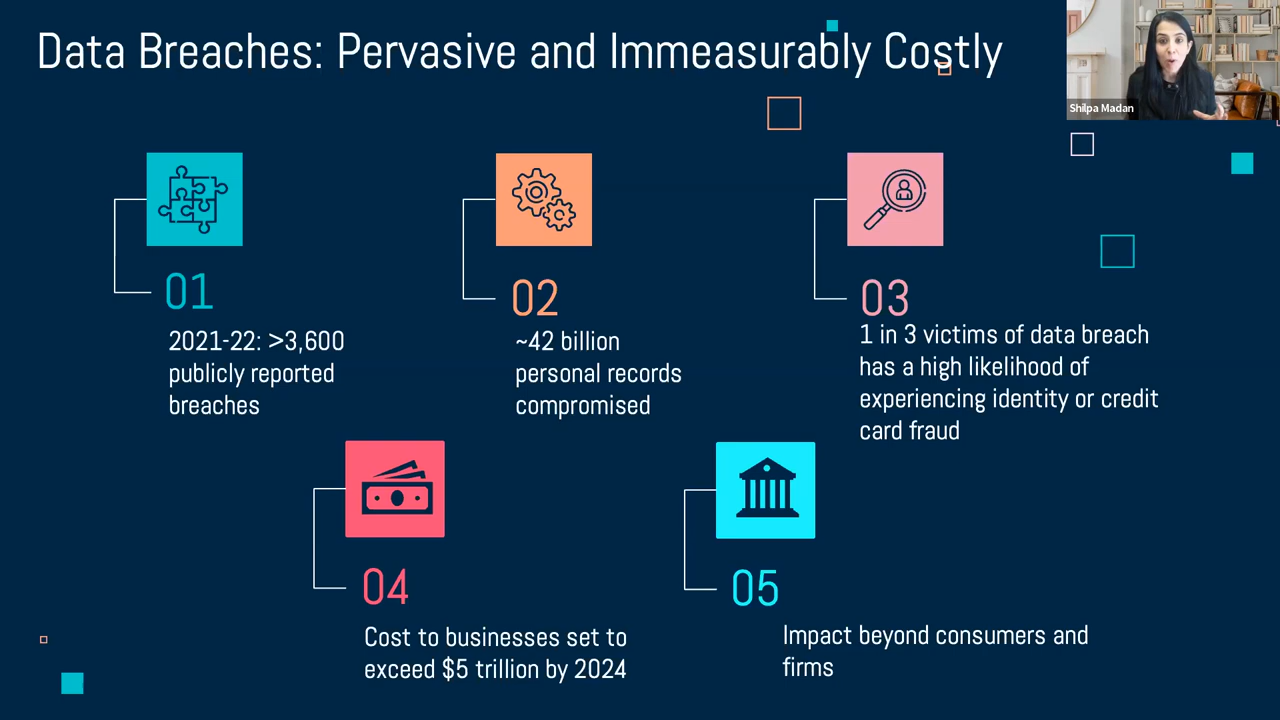 Data Breaches: Pervasive and Immeasurably Costly
Shilpa Madan
01
2021-22: >3,600
publicly reported
breaches
02
~42 billion
personal records
compromised
03
1 in 3 victims of data breach
has a high likelihood of
experiencing identity or credit
card fraud
04
Cost to businesses set to
exceed $5 trillion by 2024
05
Impact beyond consumers and
firms